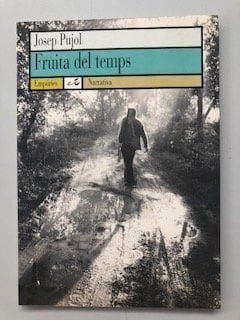 Josep Pujol
Fruita del temps
Empúries Narrativa